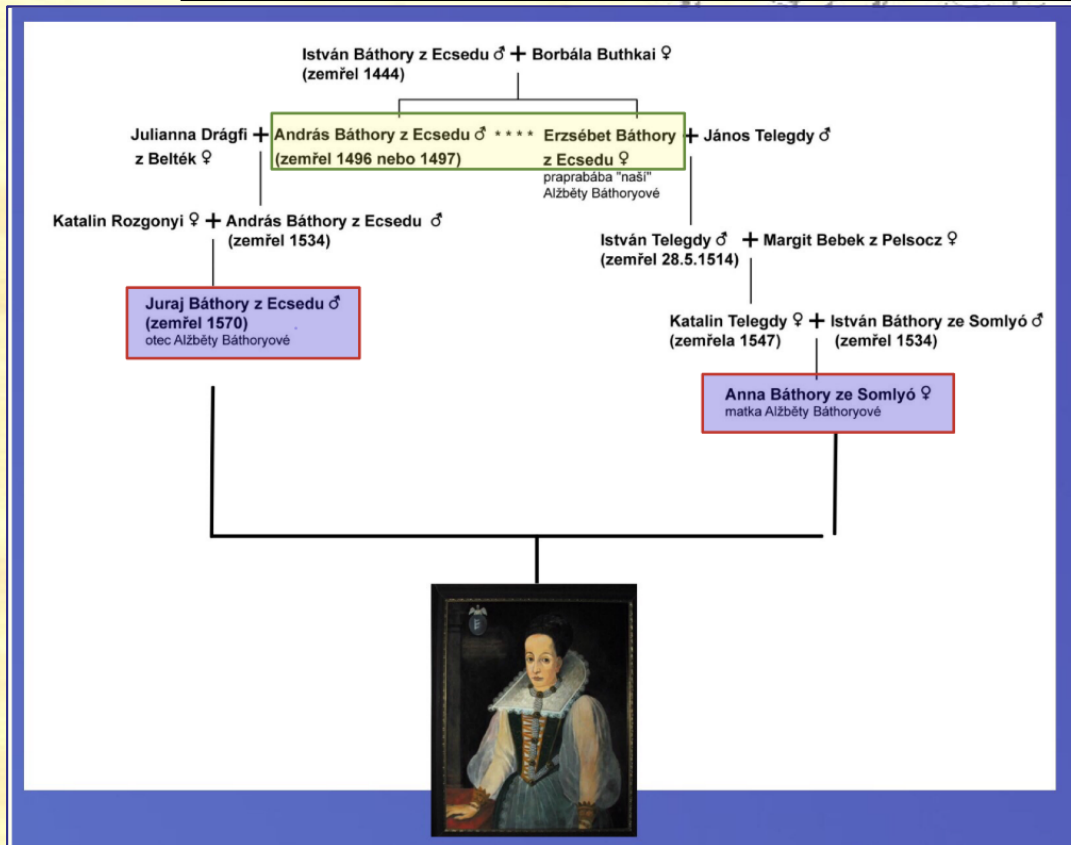 István Báthory z Ecsedu ♂ + Borbála Buthkai ♀
(zemřel 1444)
Julianna Drágfi + András Báthory z Ecsedu ♂ * * * * Erzsébet Báthory + János Telegdy ♂
z Belték ♀ (zemřel 1496 nebo 1497) z Ecsedu ♀
praprabába "naší"
Alžběty Báthoryové
Katalin Rozgonyi ♀ + András Báthory z Ecsedu ♂
(zemřel 1534)
István Telegdy ♂ + Margit Bebek z Pelsocz ♀
(zemřel 28.5.1514)
Juraj Báthory z Ecsedu ♂
(zemřel 1570)
otec Alžběty Báthoryové
Katalin Telegdy ♀ + István Báthory ze Somlyó ♂
(zemřela 1547) (zemřel 1534)
Anna Báthory ze Somlyó ♀
matka Alžběty Báthoryové